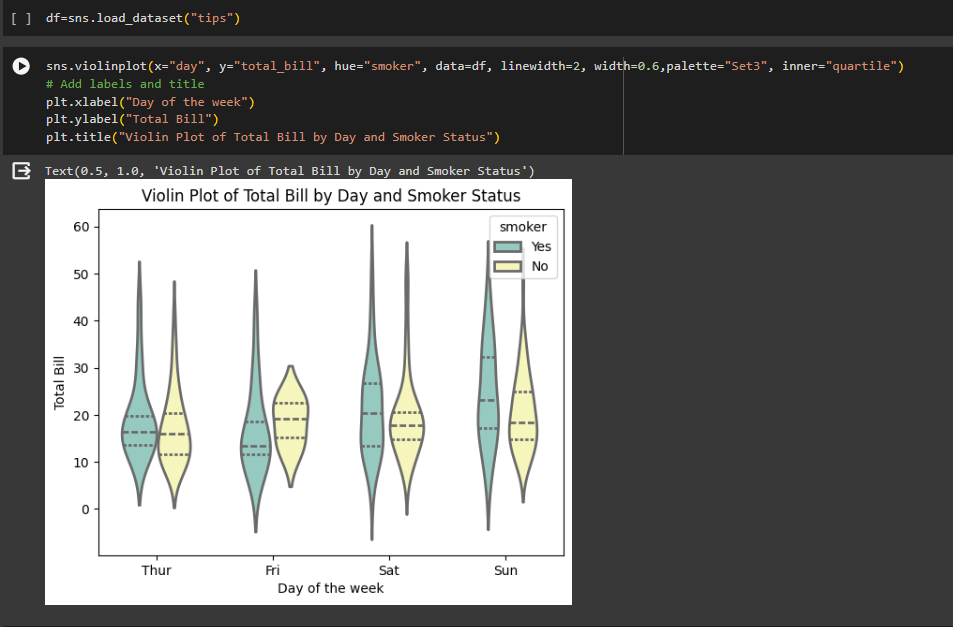 [ ] df=sns.load_dataset("tips")
sns.violinplot(x="day", y="total_bill", hue="smoker", data=df, linewidth=2, width=0.6,palette="Set3", inner="quartile")
# Add labels and title
plt.xlabel("Day of the week")
plt.ylabel("Total Bill")
plt.title("Violin Plot of Total Bill by Day and Smoker Status")
Text(0.5, 1.0, 'Violin Plot of Total Bill by Day and Smoker Status')
Violin Plot of Total Bill by Day and Smoker Status
smoker
Yes
No
60
50
40
30
20
10
0
Total Bill
Thur Fri Sat Sun
Day of the week